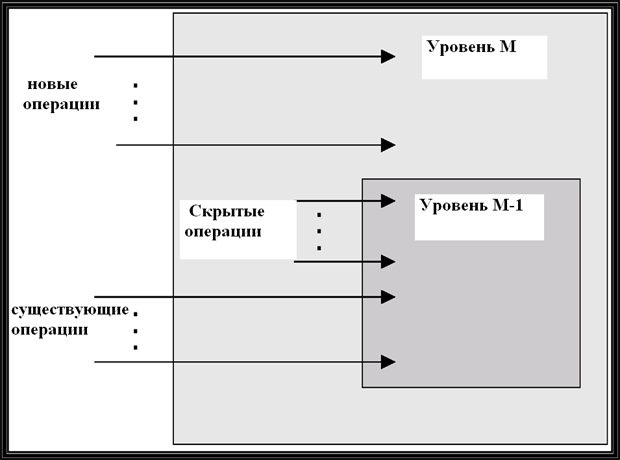 Уровень М
новые
операции
Скрытые
операции
Уровень М-1
существующие
операции